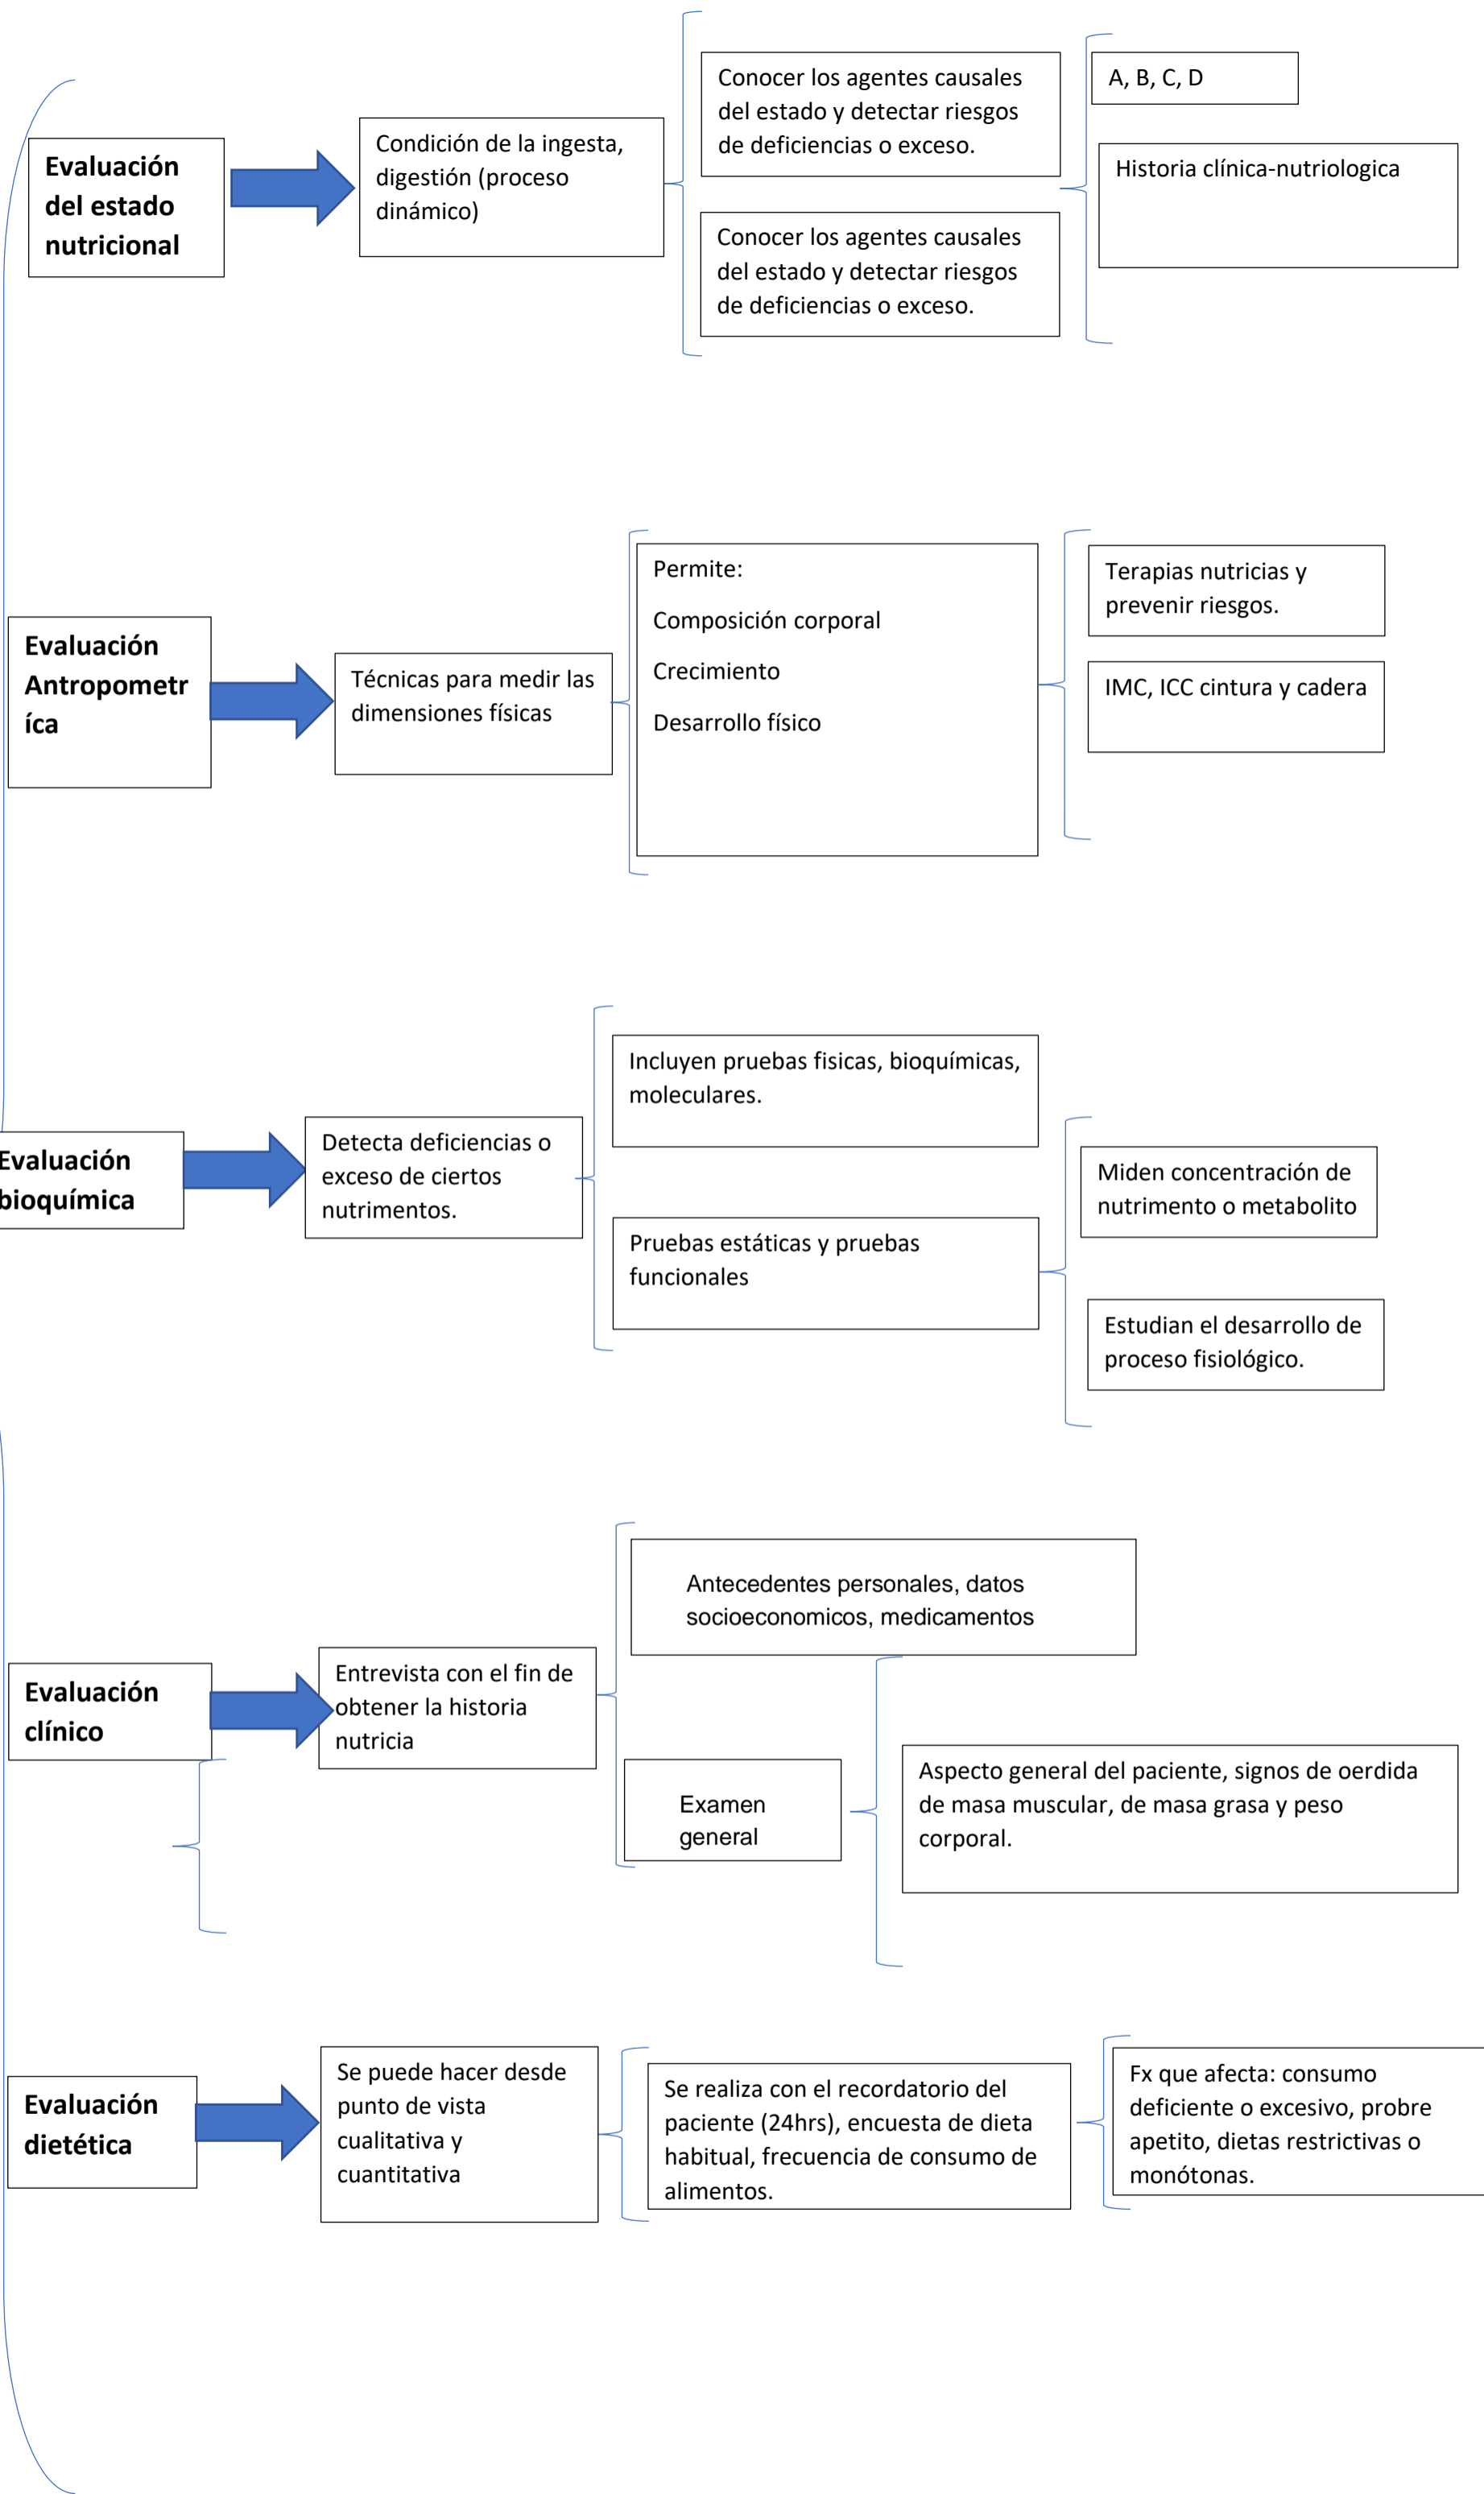 Evaluación
del estado
nutricional
Condición de la ingesta,
digestión (proceso
dinámico)
Conocer los agentes causales
del estado y detectar riesgos
de deficiencias o exceso.
Conocer los agentes causales
del estado y detectar riesgos
de deficiencias o exceso.
A, B, C, D
Historia clínica-nutriologica
Evaluación
Antropometr
íca
Técnicas para medir las
dimensiones físicas
Permite:
Composición corporal
Crecimiento
Desarrollo físico
Terapias nutricias y
prevenir riesgos.
IMC, ICC cintura y cadera
Evaluación
bioquímica
Detecta deficiencias o
exceso de ciertos
nutrimentos.
Incluyen pruebas fisicas, bioquímicas,
moleculares.
Pruebas estáticas y pruebas
funcionales
Miden concentración de
nutrimento o metabolito
Estudian el desarrollo de
proceso fisiológico.
Evaluación
clínico
Entrevista con el fin de
obtener la historia
nutricia
Antecedentes personales, datos
socioeconomicos, medicamentos
Examen
general
Aspecto general del paciente, signos de oerdida
de masa muscular, de masa grasa y peso
corporal.
Evaluación
dietética
Se puede hacer desde
punto de vista
cualitativa y
cuantitativa
Se realiza con el recordatorio del
paciente (24hrs), encuesta de dieta
habitual, frecuencia de consumo de
alimentos.
Fx que afecta: consumo
deficiente o excesivo, probre
apetito, dietas restrictivas o
monótonas.